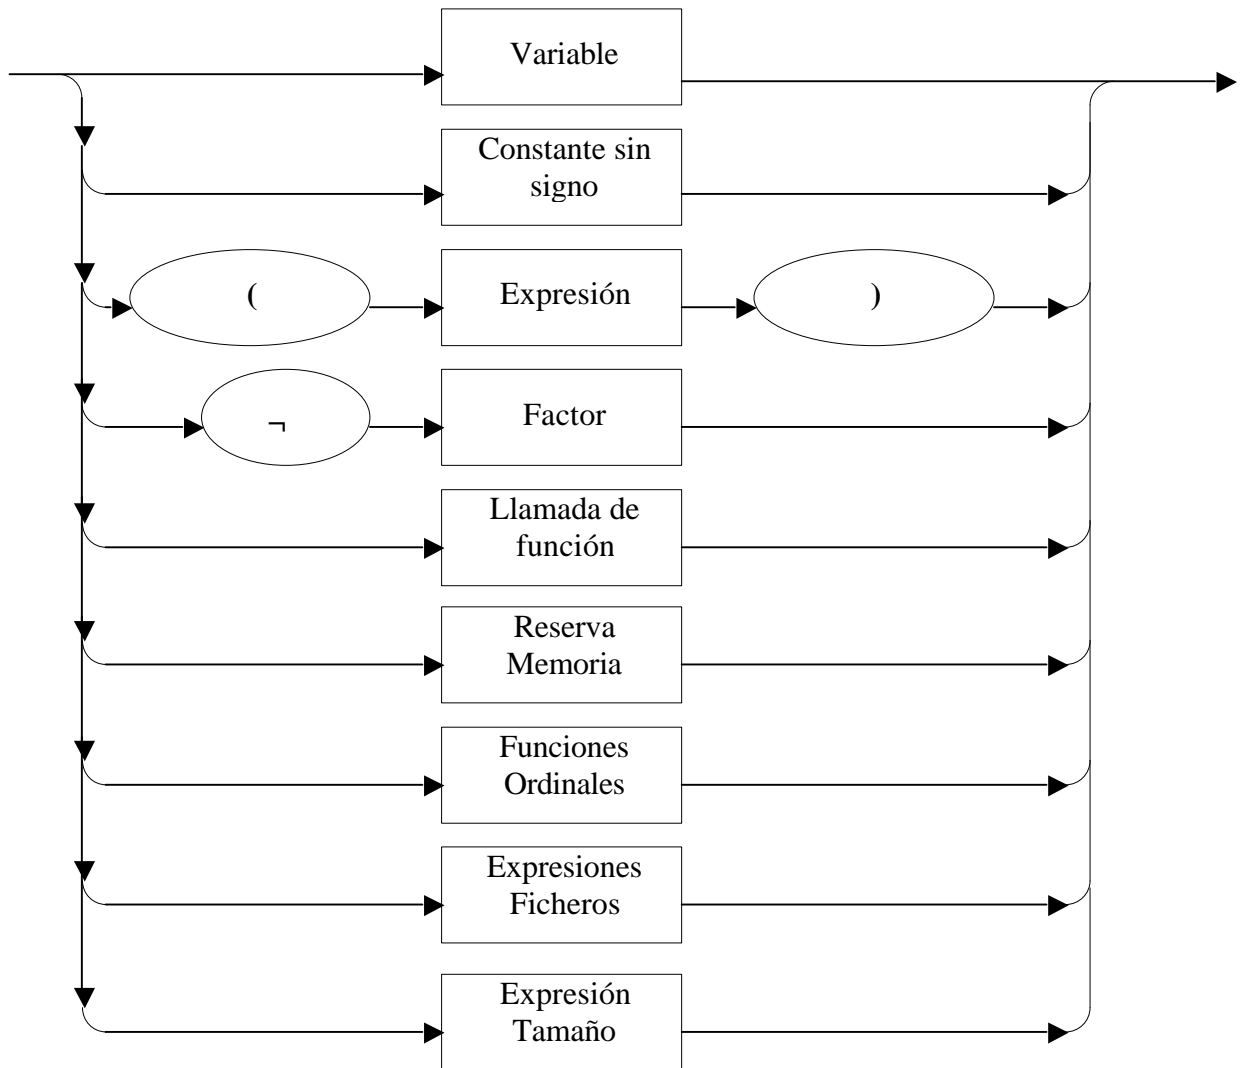 Variable
Constante sin
signo
( Expresión )
¬ Factor
Llamada de
función
Reserva
Memoria
Funciones
Ordinales
Expresiones
Ficheros
Expresión
Tamaño